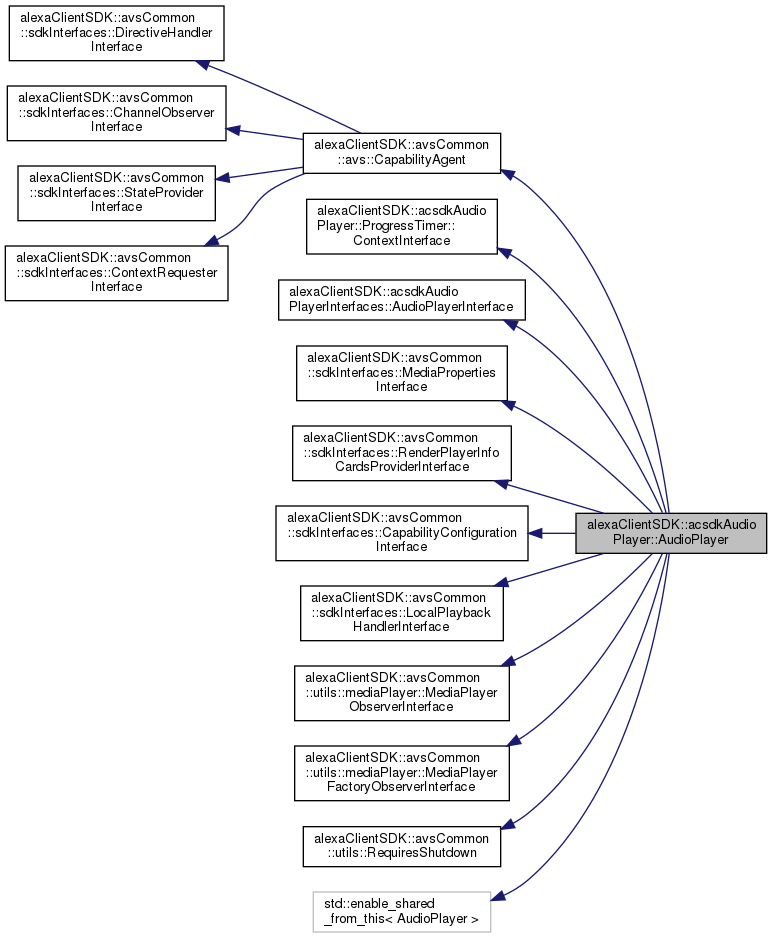 alexaClientSDK::avsCommon
::sdkInterfaces::DirectiveHandler
Interface
alexaClientSDK::avsCommon
::sdkInterfaces::ChannelObserver
Interface
alexaClientSDK::avsCommon
::sdkInterfaces::StateProvider
Interface
alexaClientSDK::avsCommon
::sdkInterfaces::ContextRequester
Interface
alexaClientSDK::avsCommon
::avs::CapabilityAgent
alexaClientSDK::acsdkAudio
Player::ProgressTimer::
ContextInterface
alexaClientSDK::acsdkAudio
PlayerInterfaces::AudioPlayerInterface
alexaClientSDK::avsCommon
::sdkInterfaces::MediaProperties
Interface
alexaClientSDK::avsCommon
::sdkInterfaces::RenderPlayerInfo
CardsProviderInterface
alexaClientSDK::avsCommon
::sdkInterfaces::CapabilityConfiguration
Interface
alexaClientSDK::avsCommon
::sdkInterfaces::LocalPlayback
HandlerInterface
alexaClientSDK::avsCommon
::utils::mediaPlayer::MediaPlayer
ObserverInterface
alexaClientSDK::avsCommon
::utils::mediaPlayer::MediaPlayer
FactoryObserverInterface
alexaClientSDK::avsCommon
::utils::RequiresShutdown
std::enable_shared
_from_this< AudioPlayer >
alexaClientSDK::acsdkAudio
Player::AudioPlayer